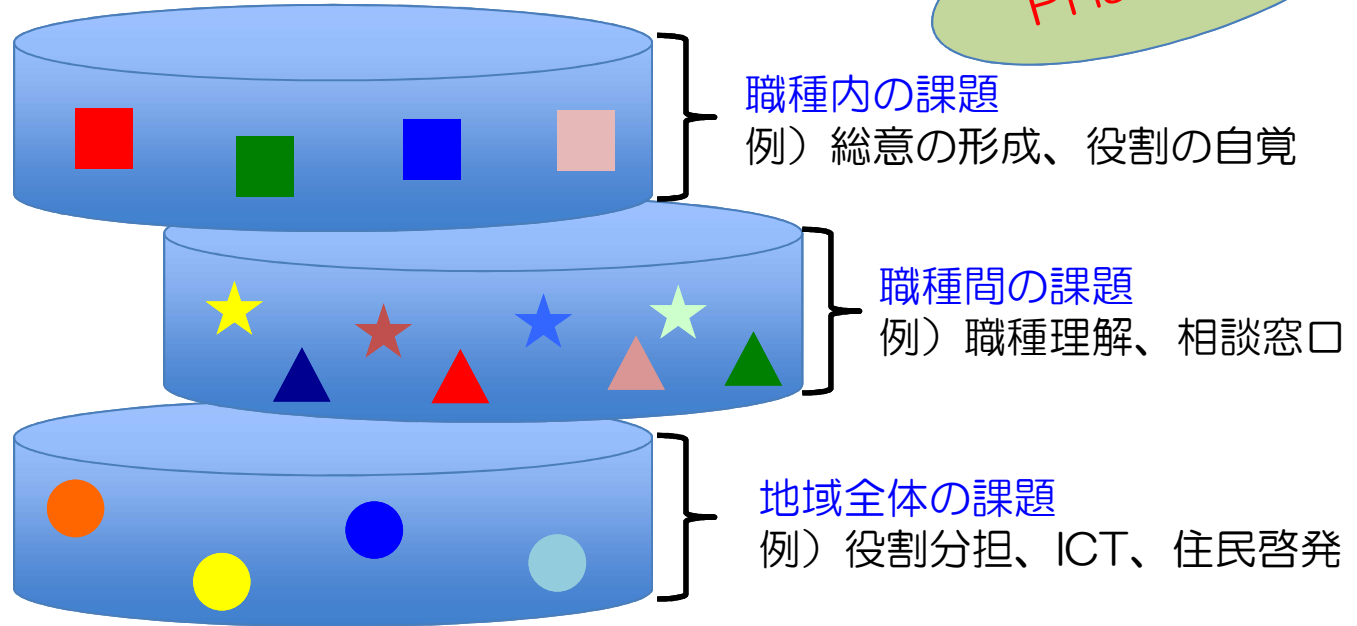 職種内の課題
例）総意の形成、役割の自覚
職種間の課題
例）職種理解、相談窓口
地域全体の課題
例）役割分担、ICT、住民啓発